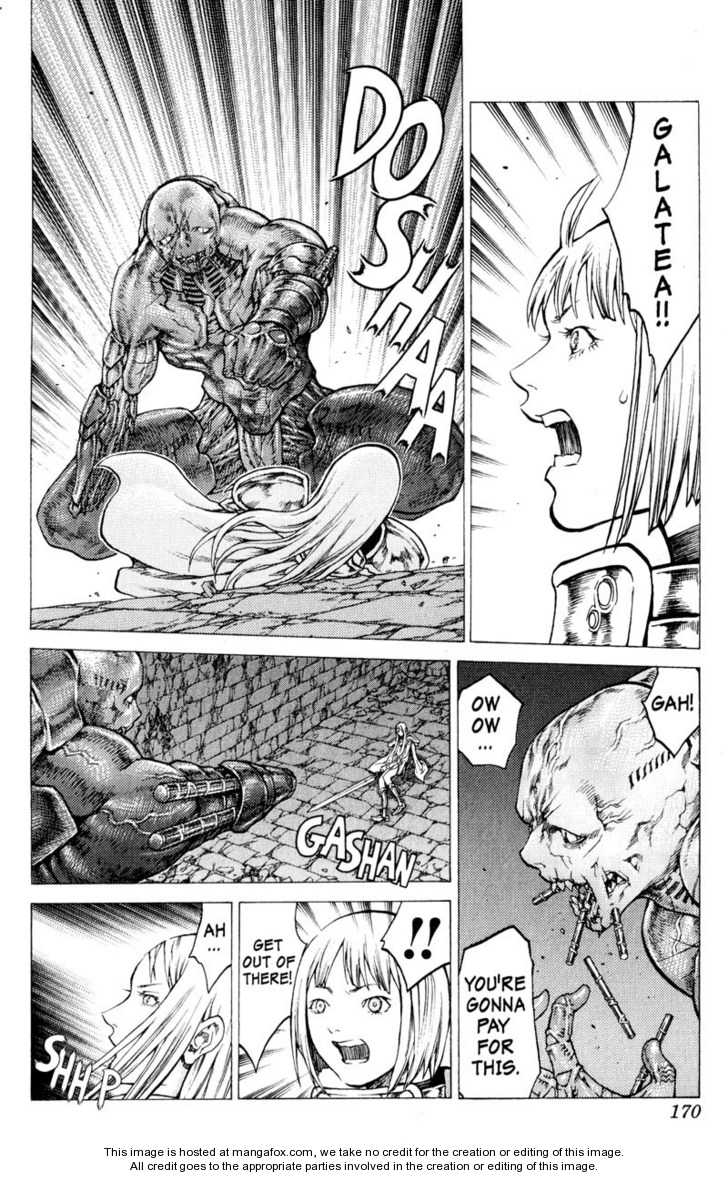 GALATEA!!
DOSHAAA
GAH!
OW
OW
...
YOU'RE
GONNA
PAY
FOR
THIS.
GASHAN
!!
GET
OUT OF
THERE!
AH
...
SHHP
170
This image is hosted at mangafox.com, we take no credit for the creation or editing of this image.
All credit goes to the appropriate parties involved in the creation or editing of this image.